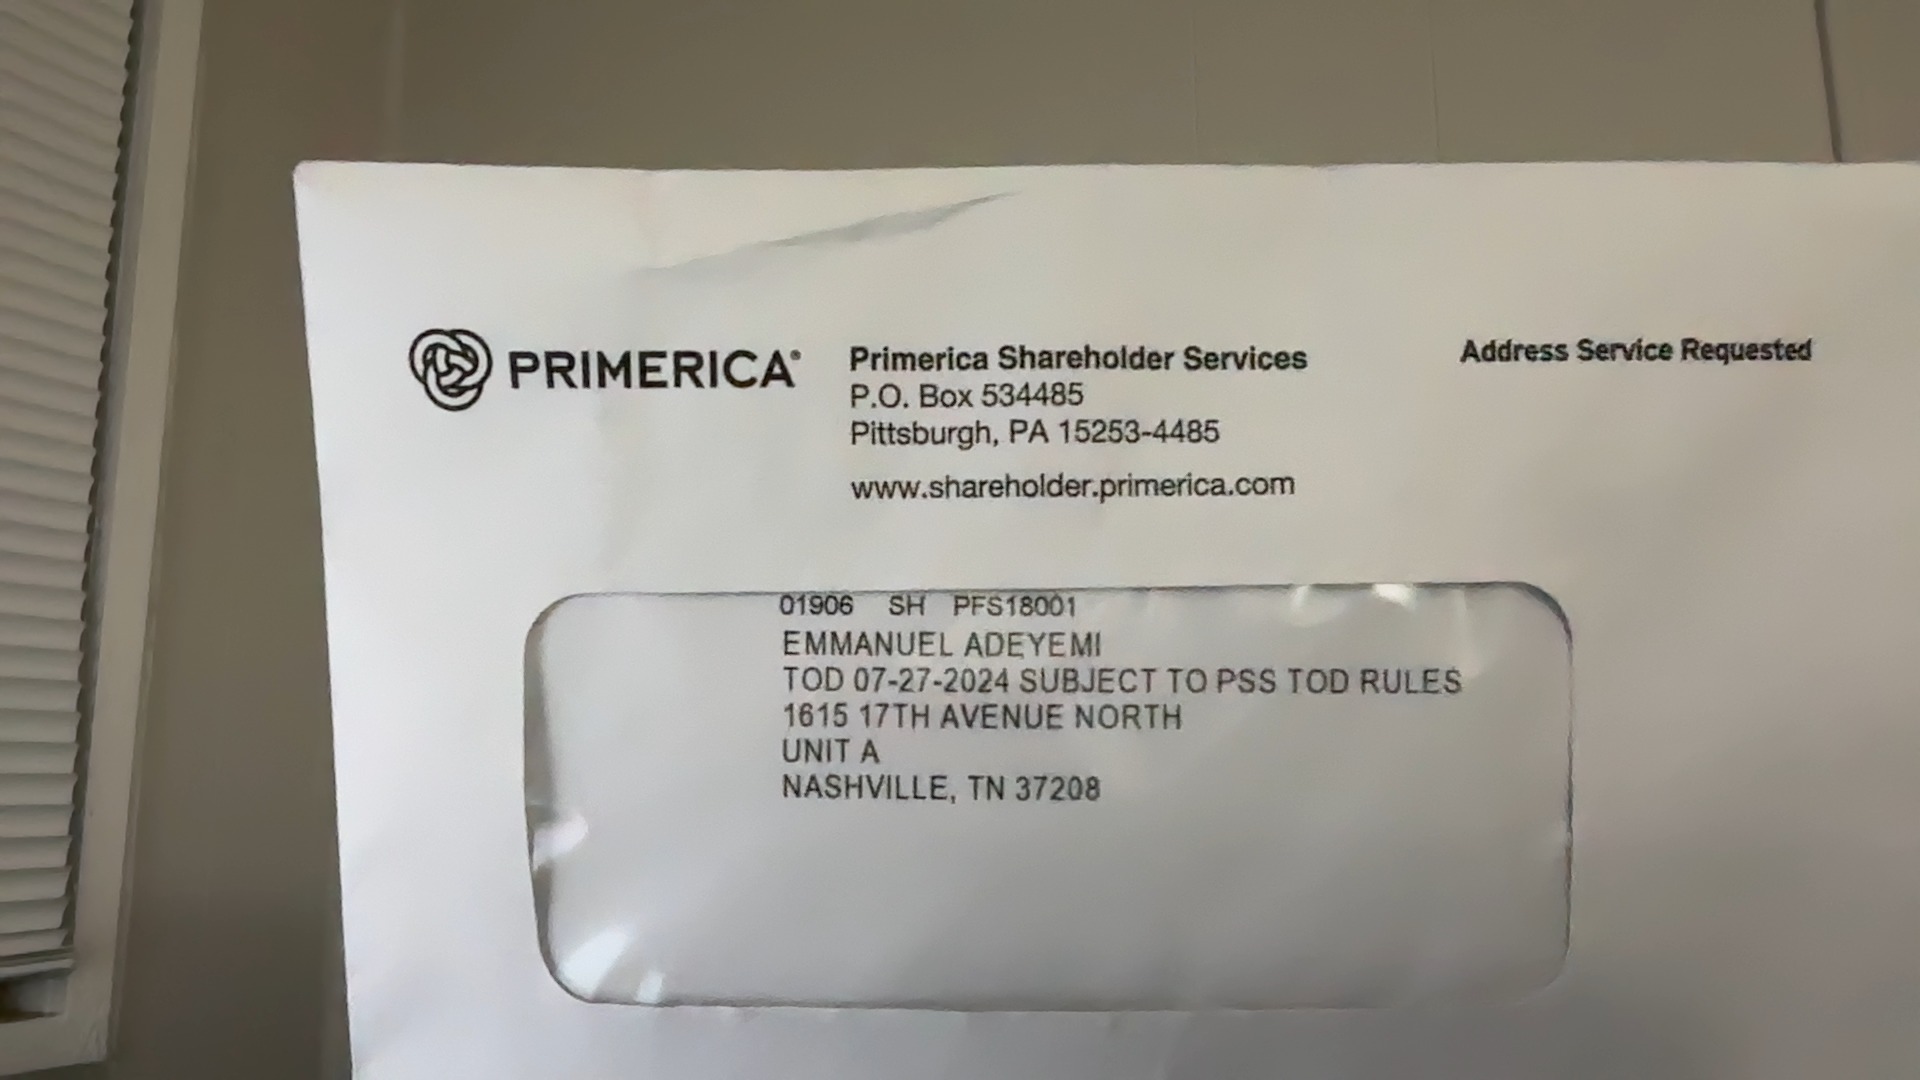 PRIMERICA®
Primerica Shareholder Services
P.O. Box 534485
Pittsburgh, PA 15253-4485
www.shareholder.primerica.com
Address Service Requested
01906 SH PFS18001
EMMANUEL ADEYEMI
TOD 07-27-2024 SUBJECT TO PSS TOD RULES
1615 17TH AVENUE NORTH
UNIT A
NASHVILLE, TN 37208